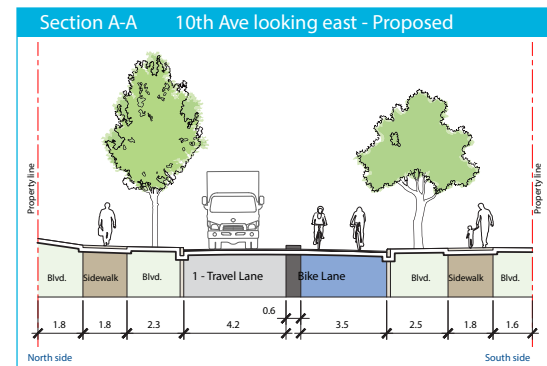 Section A-A 10th Ave looking east - Proposed
Property line
Property line
Blvd. Sidewalk Blvd. 1 - Travel Lane Bike Lane Blvd. Sidewalk Blvd.
0.6
1.8 1.8 2.3 4.2 3.5 2.5 1.8 1.6
North side South side